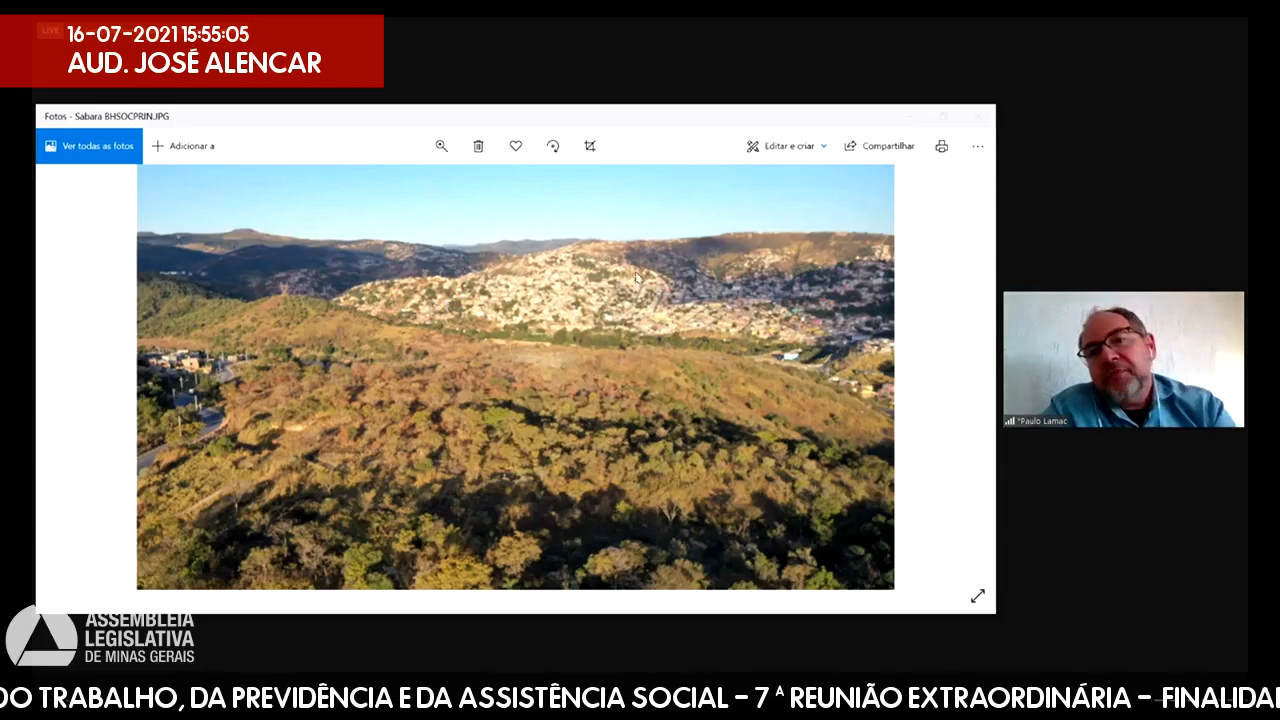 LIVE
16-07-2021 15:55:05
AUD. JOSÉ ALENCAR
Fotos - Sabara BHSOCPRIN.JPG
Ver todas as fotos
Adicionar a
Editar e criar
Compartilhar
*Paulo Lamac
ASSEMBLEIA
LEGISLATIVA
DE MINAS GERAIS
DO TRABALHO, DA PREVIDÊNCIA E DA ASSISTÊNCIA SOCIAL - 7ª REUNIÃO EXTRAORDINÁRIA - FINALIDA